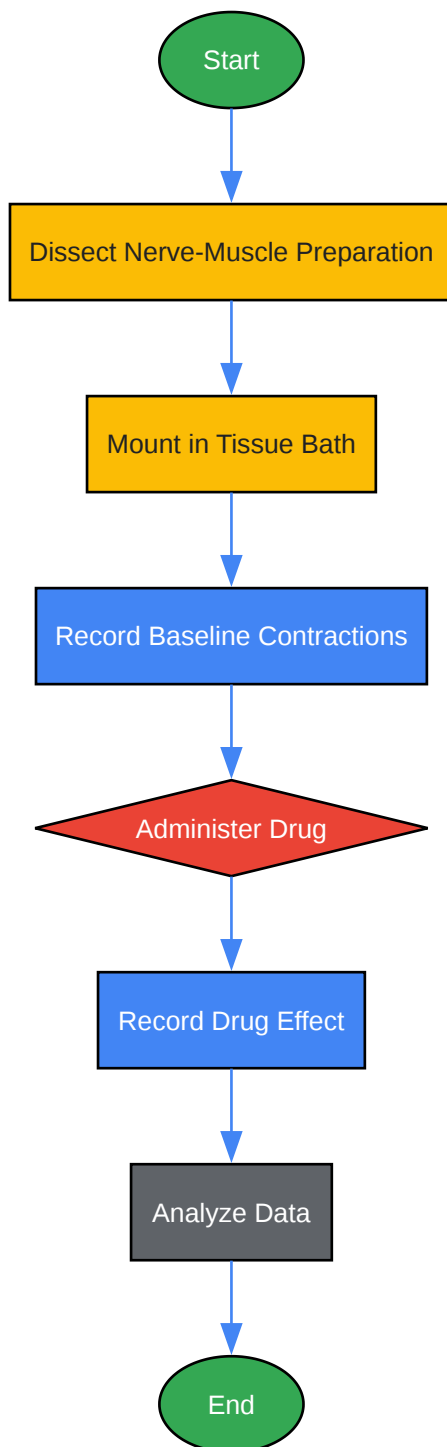 Start
Dissect Nerve-Muscle Preparation
Mount in Tissue Bath
Record Baseline Contractions
Administer Drug
Record Drug Effect
Analyze Data
End